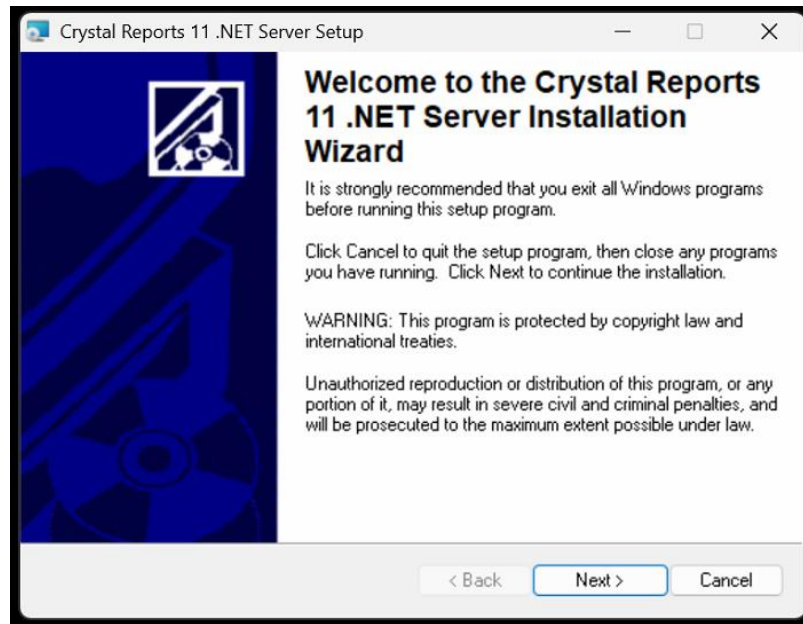 Crystal Reports 11 .NET Server Setup
Welcome to the Crystal Reports
11 .NET Server Installation
Wizard
It is strongly recommended that you exit all Windows programs
before running this setup program.
Click Cancel to quit the setup program, then close any programs
you have running.  Click Next to continue the installation.
WARNING: This program is protected by copyright law and
international treaties.
Unauthorized reproduction or distribution of this program, or any
portion of it, may result in severe civil and criminal penalties, and
will be prosecuted to the maximum extent possible under law.
< Back Next > Cancel